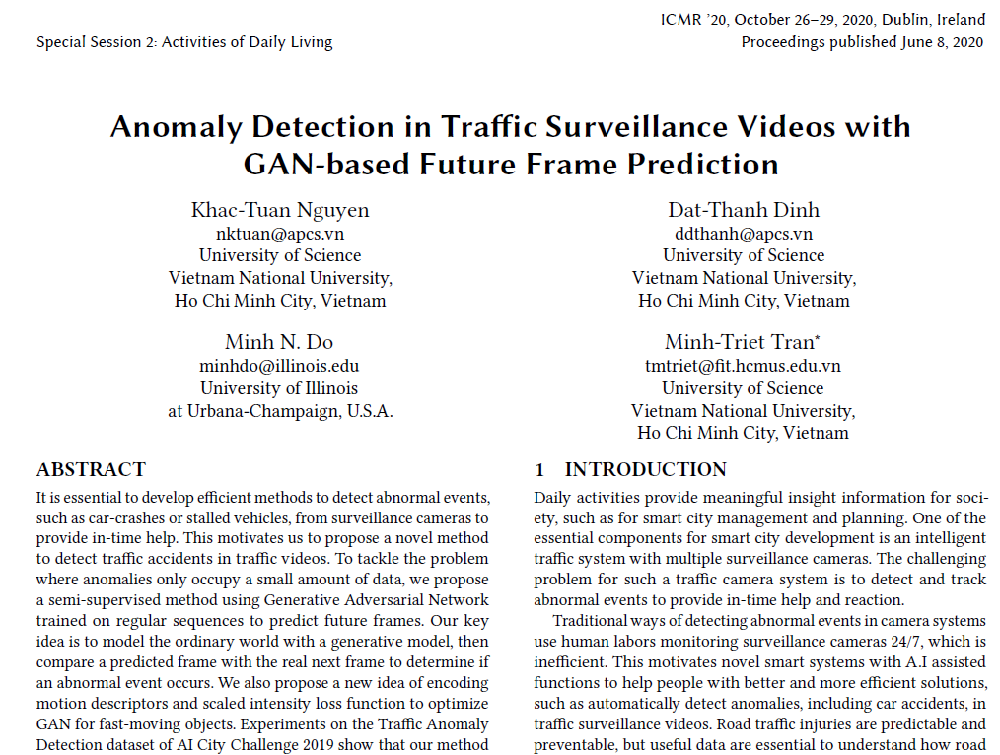 ICMR '20, October 26–29, 2020, Dublin, Ireland
Special Session 2: Activities of Daily Living
Proceedings published June 8, 2020
Anomaly Detection in Traffic Surveillance Videos with
GAN-based Future Frame Prediction
Khac-Tuan Nguyen
nktuan@apcs.vn
University of Science
Vietnam National University,
Ho Chi Minh City, Vietnam
Dat-Thanh Dinh
ddthanh@apcs.vn
University of Science
Vietnam National University,
Ho Chi Minh City, Vietnam
Minh N. Do
minhdo@illinois.edu
University of Illinois
at Urbana-Champaign, U.S.A.
Minh-Triet Tran*
tmtriet@fit.hcmus.edu.vn
University of Science
Vietnam National University,
Ho Chi Minh City, Vietnam
ABSTRACT
It is essential to develop efficient methods to detect abnormal events,
such as car-crashes or stalled vehicles, from surveillance cameras to
provide in-time help. This motivates us to propose a novel method
to detect traffic accidents in traffic videos. To tackle the problem
where anomalies only occupy a small amount of data, we propose
a semi-supervised method using Generative Adversarial Network
trained on regular sequences to predict future frames. Our key
idea is to model the ordinary world with a generative model, then
compare a predicted frame with the real next frame to determine if
an abnormal event occurs. We also propose a new idea of encoding
motion descriptors and scaled intensity loss function to optimize
GAN for fast-moving objects. Experiments on the Traffic Anomaly
Detection dataset of AI City Challenge 2019 show that our method
1 INTRODUCTION
Daily activities provide meaningful insight information for soci-
ety, such as for smart city management and planning. One of the
essential components for smart city development is an intelligent
traffic system with multiple surveillance cameras. The challenging
problem for such a traffic camera system is to detect and track
abnormal events to provide in-time help and reaction.
Traditional ways of detecting abnormal events in camera systems
use human labors monitoring surveillance cameras 24/7, which is
inefficient. This motivates novel smart systems with A.I assisted
functions to help people with better and more efficient solutions,
such as automatically detect anomalies, including car accidents, in
traffic surveillance videos. Road traffic injuries are predictable and
preventable, but useful data are essential to understand how road